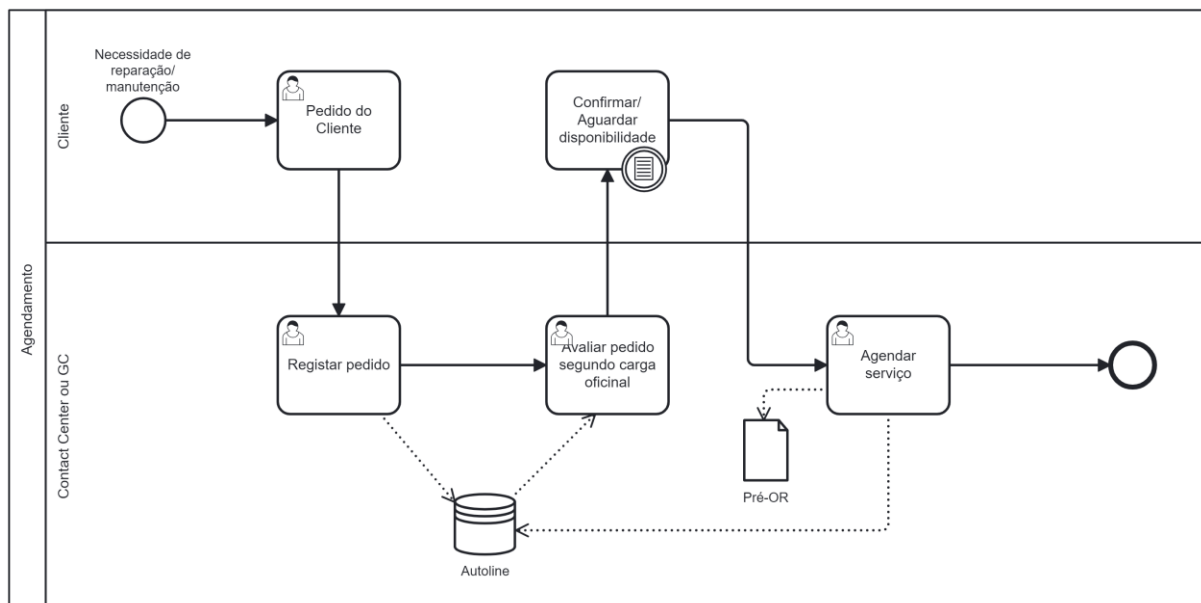 Agendamento
Cliente
Necessidade de
reparação/
manutenção
Pedido do
Cliente
Confirmar/
Aguardar
disponibilidade
Contact Center ou GC
Registar pedido
Avaliar pedido
segundo carga
oficinal
Agendar
serviço
Pré-OR
Autoline